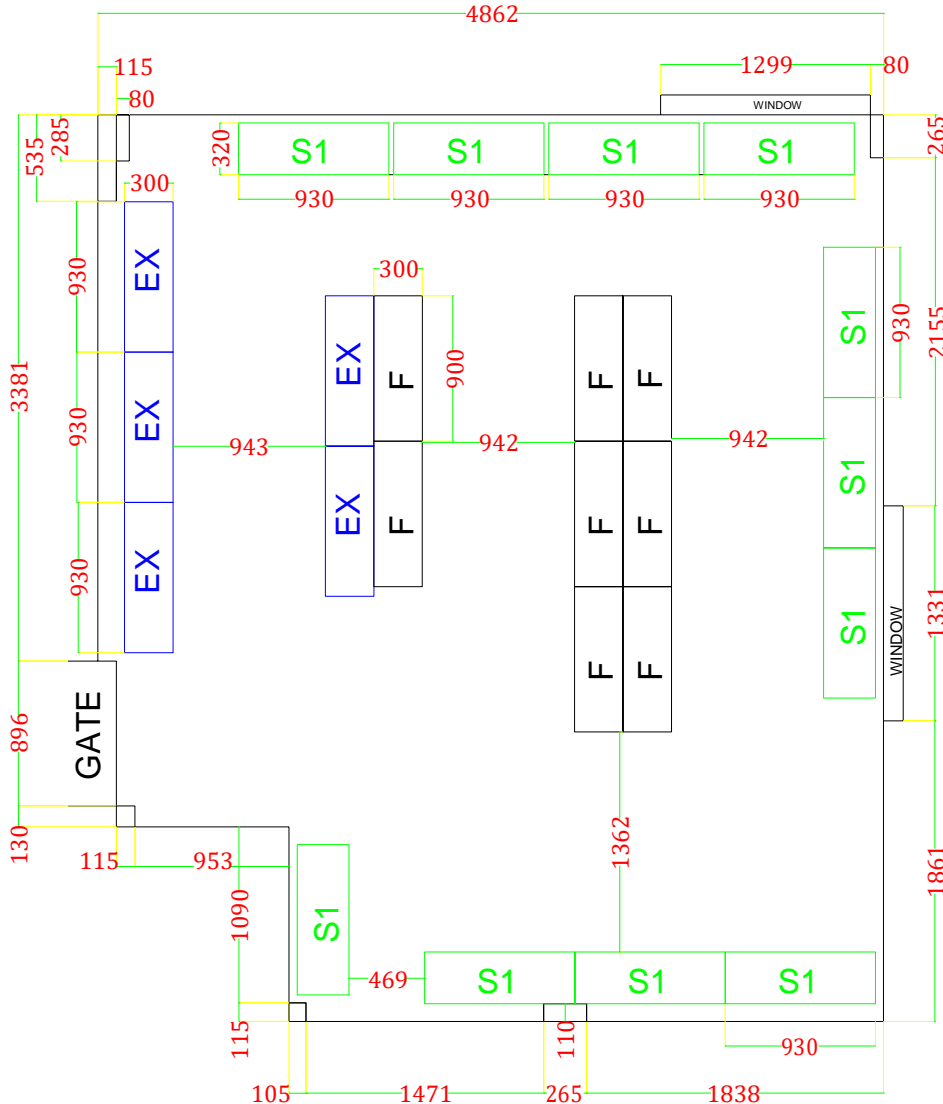 4862
115
1299
80
80
WINDOW
285
535
265
320
S1
S1
S1
S1
300
930
930
930
930
EX
930
300
S1
930
2155
EX
F
900
F
F
3381
EX
930
943
942
942
S1
EX
F
F
F
EX
930
S1
1331
WINDOW
F
F
GATE
896
130
115
953
1362
1861
1090
S1
469
S1
S1
S1
115
110
930
105
1471
265
1838